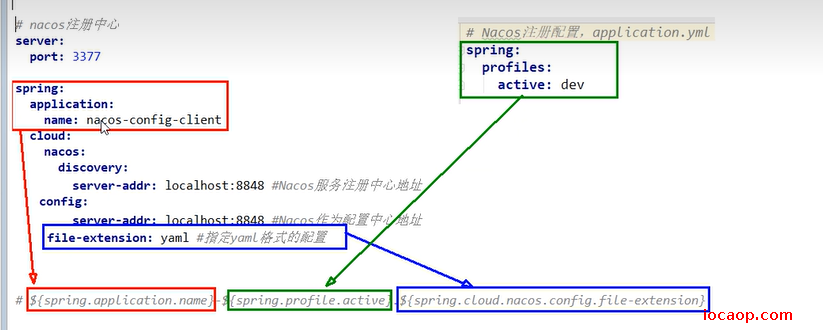 # nacos注册中心
server:
port: 3377
spring:
application:
name: nacos-config-client
cloud:
nacos:
discovery:
server-addr: localhost:8848 #Nacos服务注册中心地址
config:
server-addr: localhost:8848 #Nacos作为配置中心地址
file-extension: yaml #指定yaml格式的配置
# ${spring.application.name}-${spring.profile.active}.${spring.cloud.nacos.config.file-extension}
# Nacos注册配置，application.yml
spring:
profiles:
active: dev
locaop.com